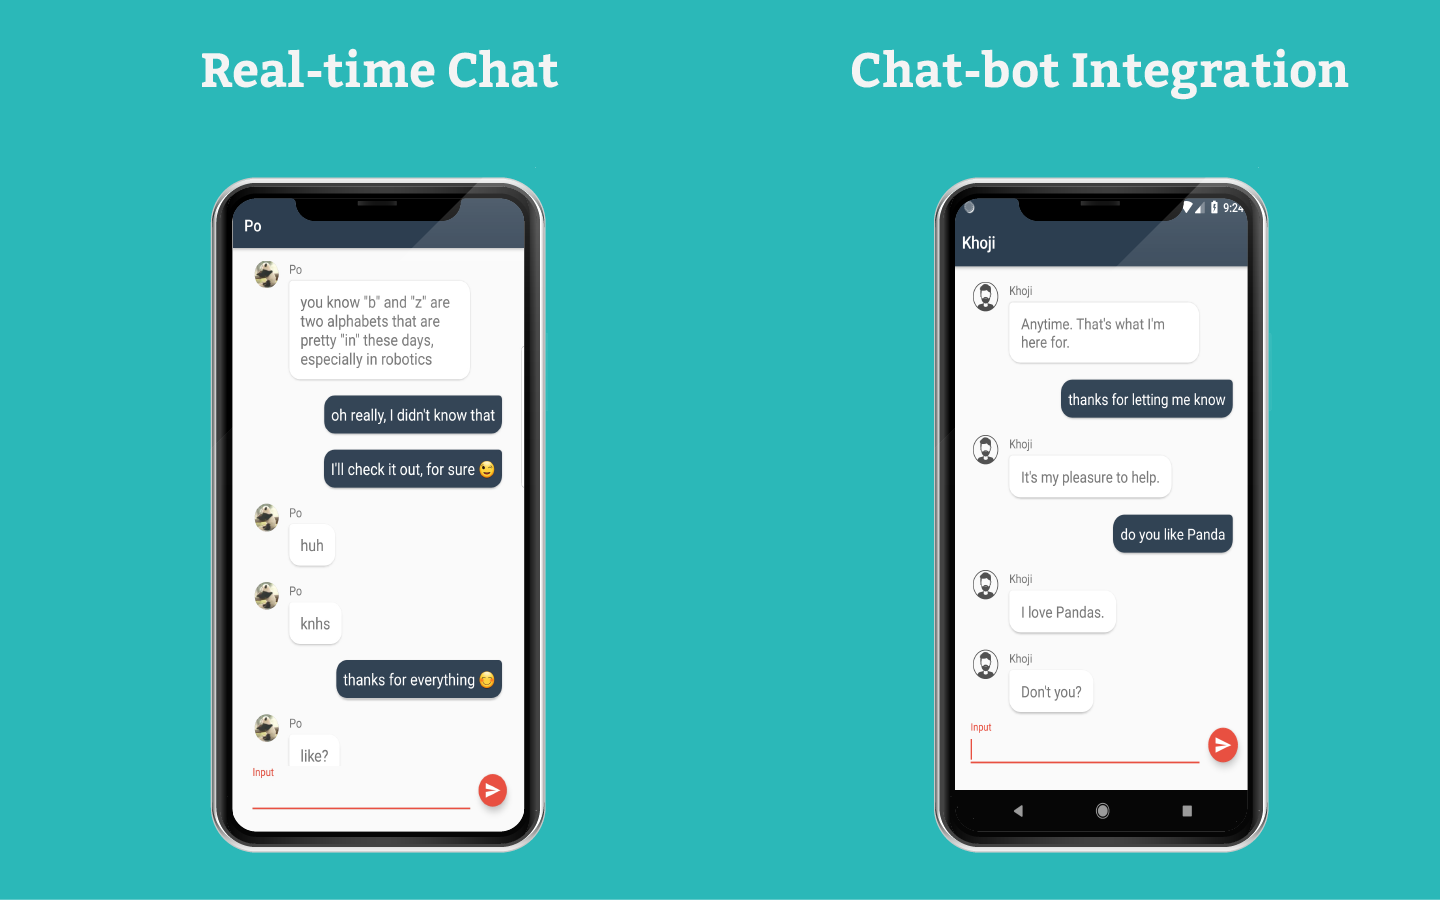 Real-time Chat
Po
Po
you know "b" and "z" are
two alphabets that are
pretty "in" these days,
especially in robotics
oh really, I didn't know that
I'll check it out, for sure 😉
Po
huh
Po
knhs
thanks for everything 😊
Po
like?
Input
Chat-bot Integration
9:24
Khoji
Khoji
Anytime. That's what I'm
here for.
thanks for letting me know
Khoji
It's my pleasure to help.
do you like Panda
Khoji
I love Pandas.
Khoji
Don't you?
Input